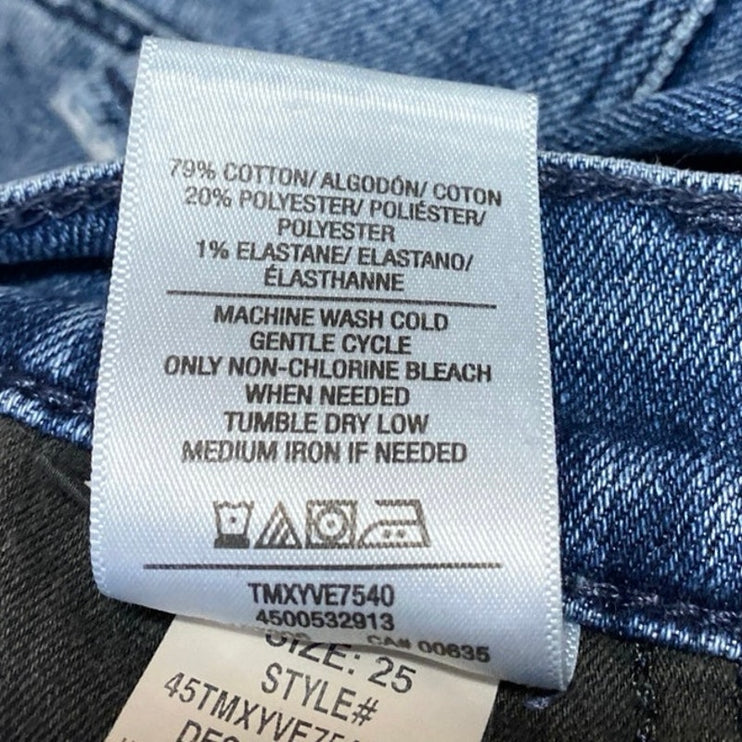 79% COTTON/ ALGODÓN/ COTON
20% POLYESTER/ POLIÉSTER/
POLYESTER
1% ELASTANE/ ELASTANO/
ÉLASTHANNE
MACHINE WASH COLD
GENTLE CYCLE
ONLY NON-CHLORINE BLEACH
WHEN NEEDED
TUMBLE DRY LOW
MEDIUM IRON IF NEEDED
TMXYVE7540
4500532913
CA# 00635
SIZE: 25
STYLE#